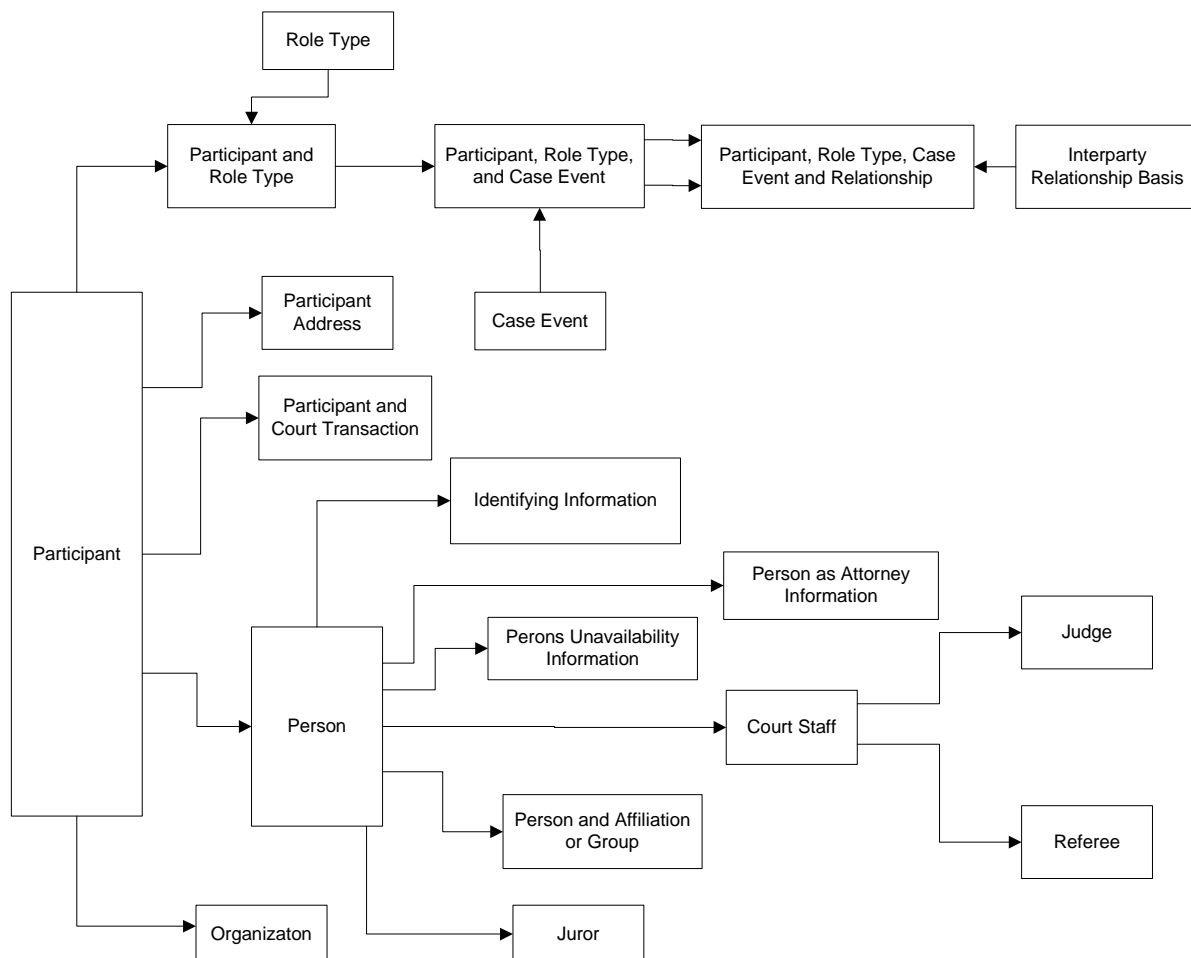 Role Type
Participant and
Role Type
Participant, Role Type,
and Case Event
Participant, Role Type, Case
Event and Relationship
Interparty
Relationship Basis
Participant
Address
Case Event
Participant and
Court Transaction
Identifying Information
Participant
Person as Attorney
Information
Perons Unavailability
Information
Judge
Person
Court Staff
Person and Affiliation
or Group
Referee
Organizaton
Juror